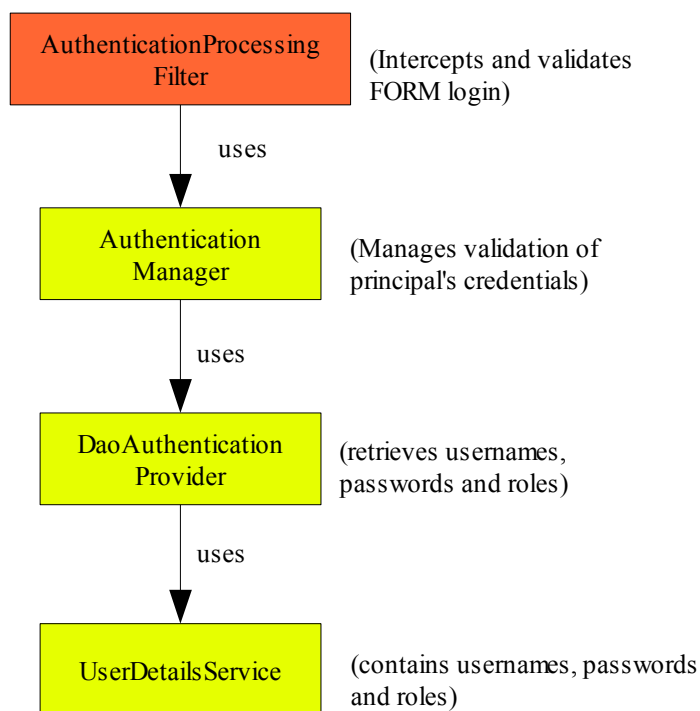 AuthenticationProcessing
Filter
(Intercepts and validates
FORM login)
uses
Authentication
Manager
(Manages validation of
principal's credentials)
uses
DaoAuthentication
Provider
(retrieves usernames,
passwords and roles)
uses
UserDetailsService
(contains usernames, passwords
and roles)